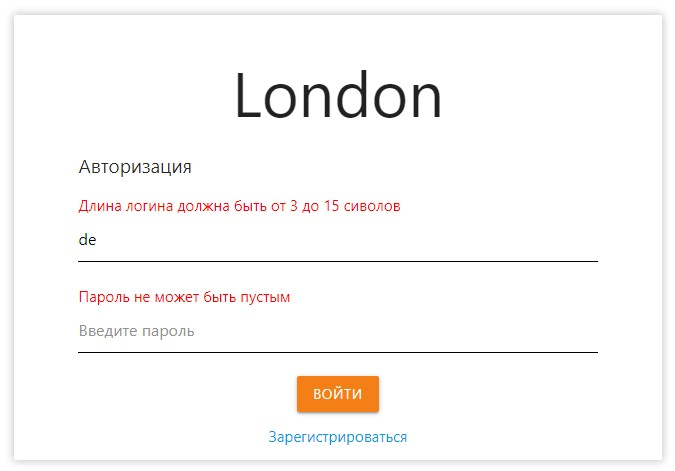 London
Авторизация
Длина логина должна быть от 3 до 15 сиволов
de
Пароль не может быть пустым
Введите пароль
ВОЙТИ
Зарегистрироваться